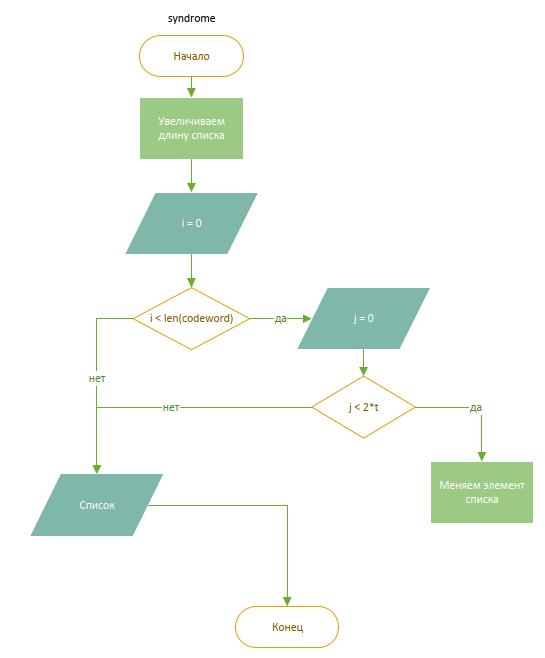 syndrome
Начало
Увеличиваем
длину списка
i = 0
i < len(codeword)
да
j = 0
нет
j < 2*t
нет
да
Меняем элемент
списка
Список
Конец